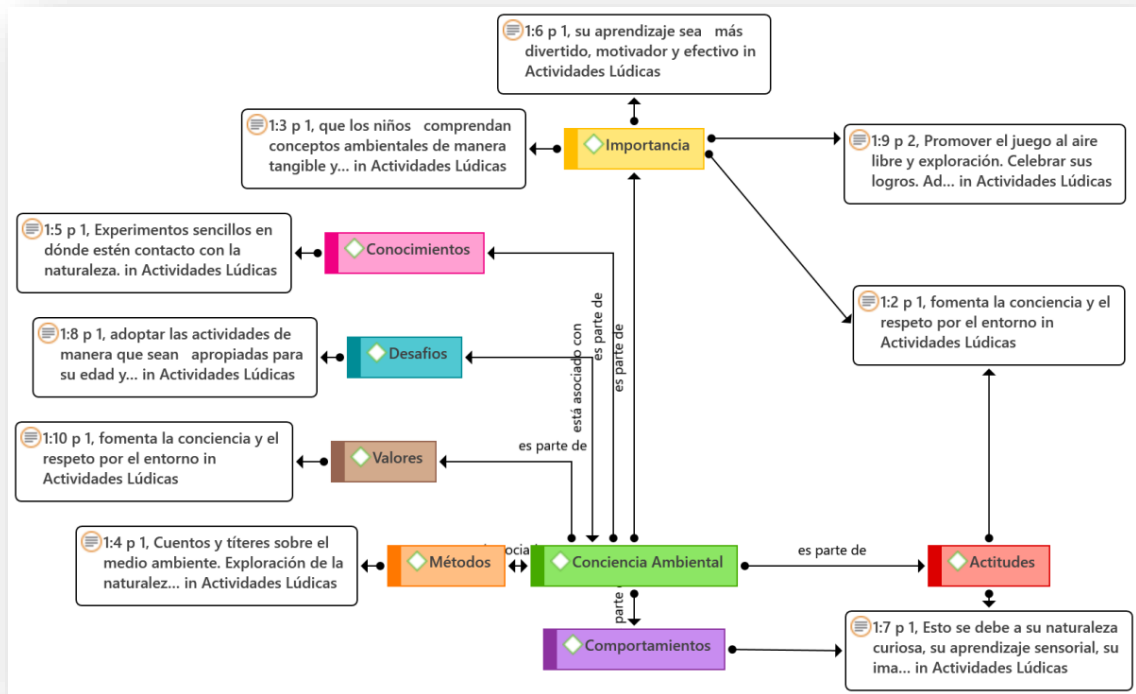 1:6 p 1, su aprendizaje sea más
divertido, motivador y efectivo in
Actividades Lúdicas
1:3 p 1, que los niños comprendan
conceptos ambientales de manera
tangible y... in Actividades Lúdicas
Importancia
1:9 p 2, Promover el juego al aire
libre y exploración. Celebrar sus
logros. Ad... in Actividades Lúdicas
1:5 p 1, Experimentos sencillos en
dónde estén contacto con la
naturaleza. in Actividades Lúdicas
Conocimientos
1:2 p 1, fomenta la conciencia y el
respeto por el entorno in
Actividades Lúdicas
1:8 p 1, adoptar las actividades de
manera que sean apropiadas para
su edad y... in Actividades Lúdicas
Desafios
está asociado con
es parte de
es parte de
1:10 p 1, fomenta la conciencia y el
respeto por el entorno in
Actividades Lúdicas
Valores
es parte de
1:4 p 1, Cuentos y títeres sobre el
medio ambiente. Exploración de la
naturalez... in Actividades Lúdicas
Métodos
Conciencia Ambiental
es parte de
Actitudes
parte
Comportamientos
1:7 p 1, Esto se debe a su naturaleza
curiosa, su aprendizaje sensorial, su
ima... in Actividades Lúdicas